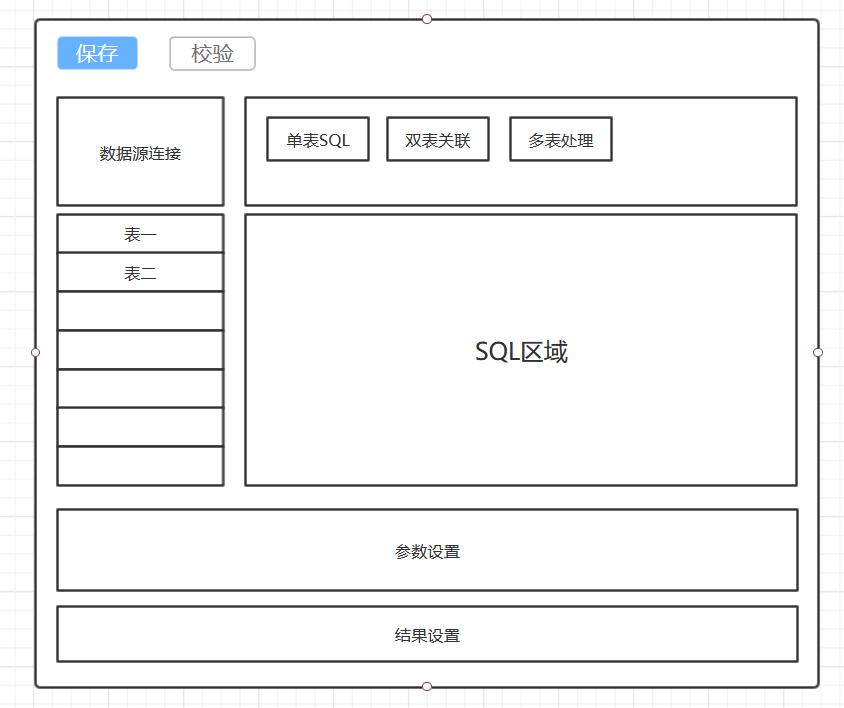 保存
校验
数据源连接
单表SQL
双表关联
多表处理
表一
表二
SQL区域
参数设置
结果设置